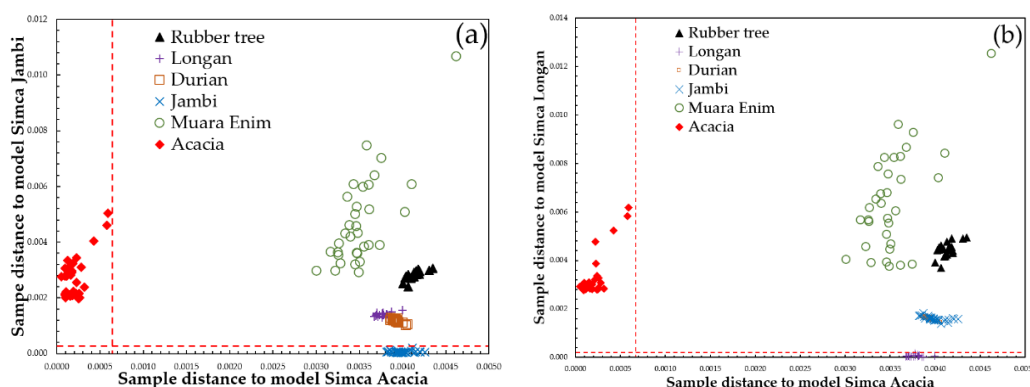 (a)
Rubber tree
Longan
Durian
Jambi
Muara Enim
Acacia
Sampe distance to model Simca Jambi
0.012
0.010
0.008
0.006
0.004
0.002
0.000
0.0000 0.0005 0.0010 0.0015 0.0020 0.0025 0.0030 0.0035 0.0040 0.0045 0.0050
Sample distance to model Simca Acacia
(b)
Rubber tree
Longan
Durian
Jambi
Muara Enim
Acacia
Sample distance to model Simca Longan
0.014
0.012
0.010
0.008
0.006
0.004
0.002
0.000
0.0000 0.0005 0.0010 0.0015 0.0020 0.0025 0.0030 0.0035 0.0040 0.0045
Sample distance to model Simca Acacia